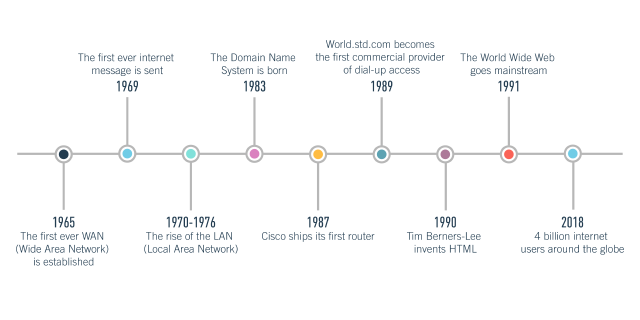 The first ever internet
message is sent
1969
The Domain Name
System is born
1983
World.std.com becomes
the first commercial provider
of dial-up access
1989
The World Wide Web
goes mainstream
1991
1965
The first ever WAN
(Wide Area Network)
is established
1970-1976
The rise of the LAN
(Local Area Network)
1987
Cisco ships its first router
1990
Tim Berners-Lee
invents HTML
2018
4 billion internet
users around the globe